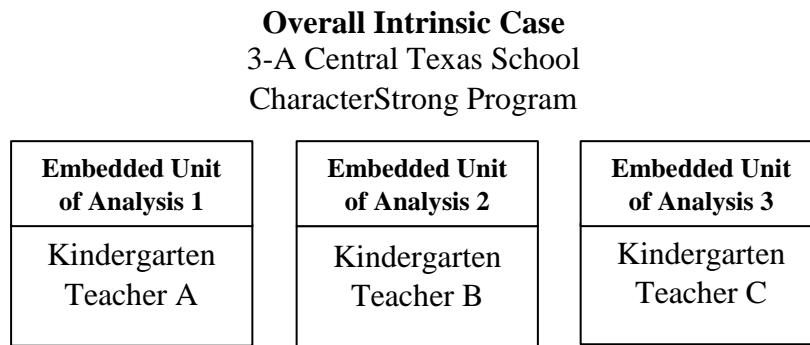 Overall Intrinsic Case
3-A Central Texas School
CharacterStrong Program
Embedded Unit
of Analysis 1
Kindergarten
Teacher A
Embedded Unit
of Analysis 2
Kindergarten
Teacher B
Embedded Unit
of Analysis 3
Kindergarten
Teacher C